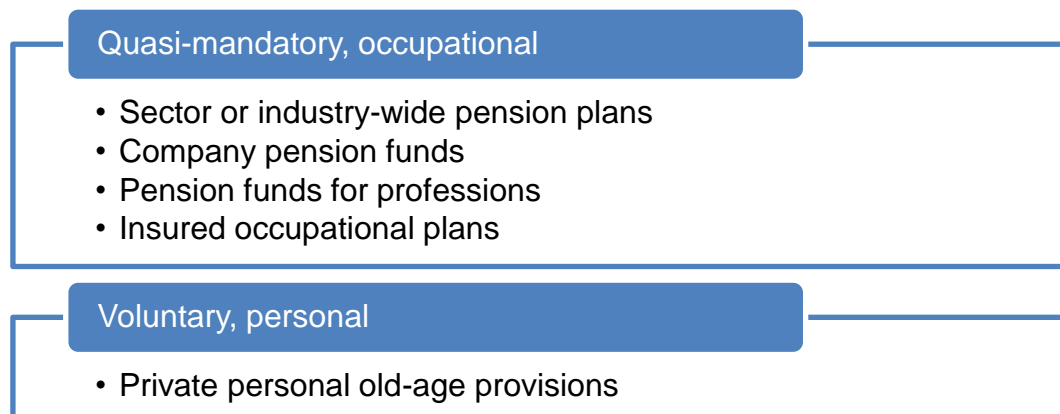 Quasi-mandatory, occupational
• Sector or industry-wide pension plans
• Company pension funds
• Pension funds for professions
• Insured occupational plans
Voluntary, personal
• Private personal old-age provisions